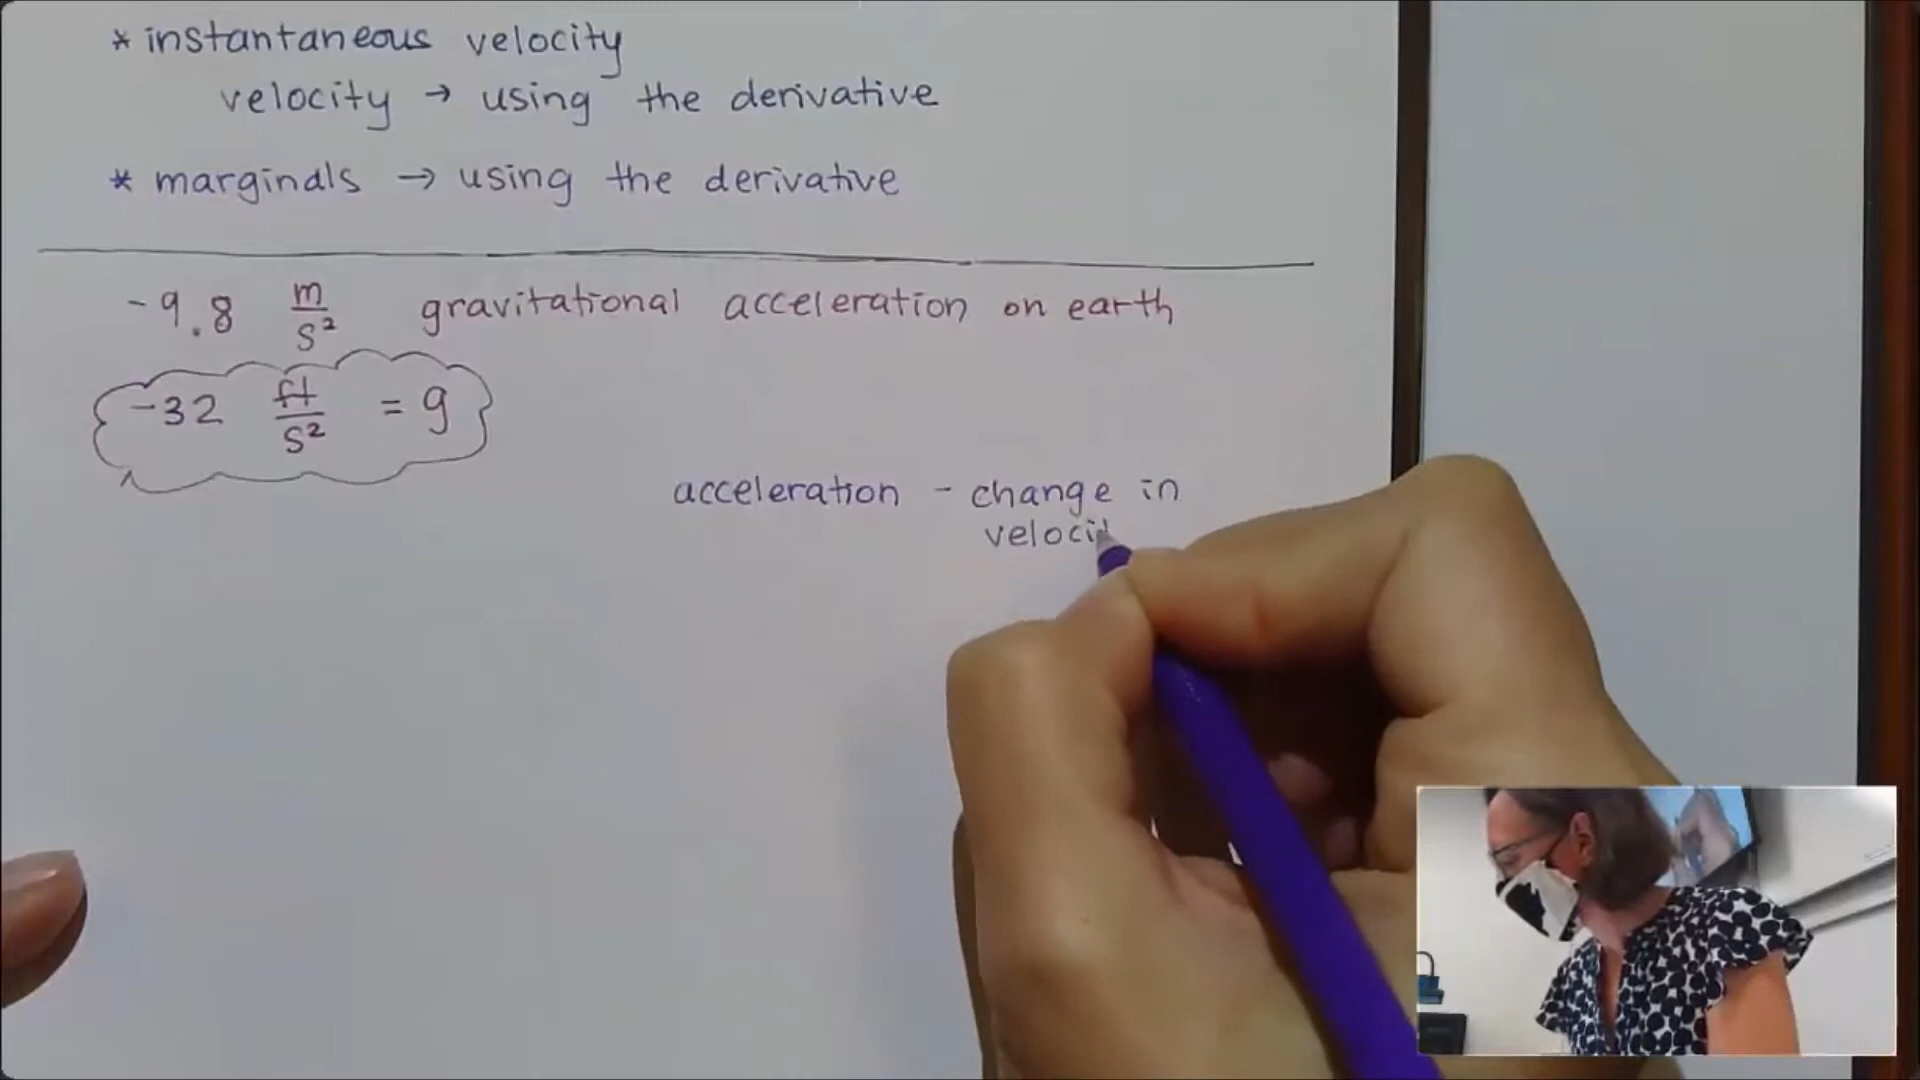 * instantaneous velocity
velocity → using the derivative
* marginals → using the derivative
-9.8 m/s² gravitational acceleration on earth
-32 ft/s² = g
acceleration - change in
veloci